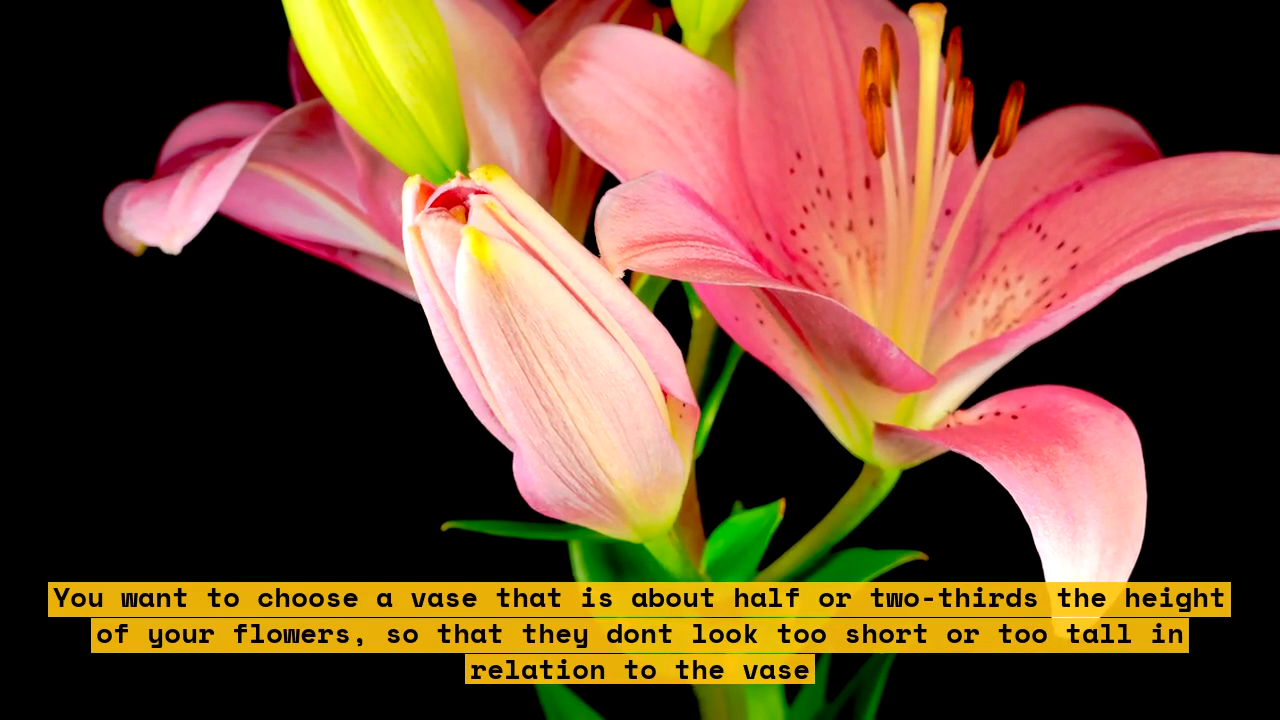 You want to choose a vase that is about half or two-thirds the height
of your flowers, so that they dont look too short or too tall in
relation to the vase